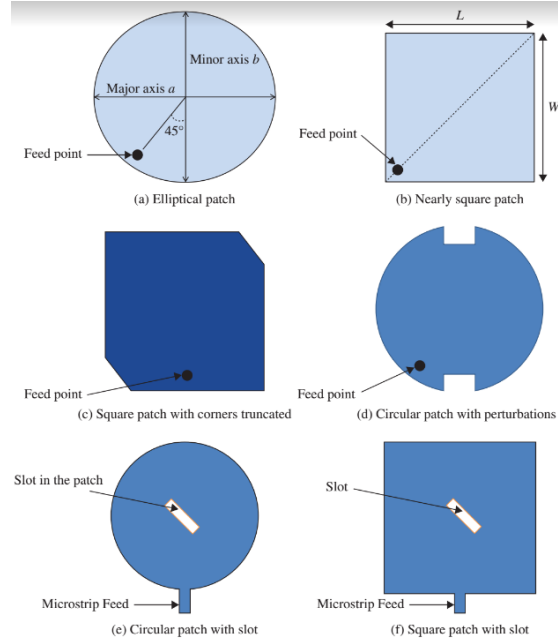 Minor axis b
Major axis a
45°
Feed point
(a) Elliptical patch
L
W
Feed point
(b) Nearly square patch
Feed point
(c) Square patch with corners truncated
Feed point
(d) Circular patch with perturbations
Slot in the patch
Microstrip Feed
(e) Circular patch with slot
Slot
Microstrip Feed
(f) Square patch with slot